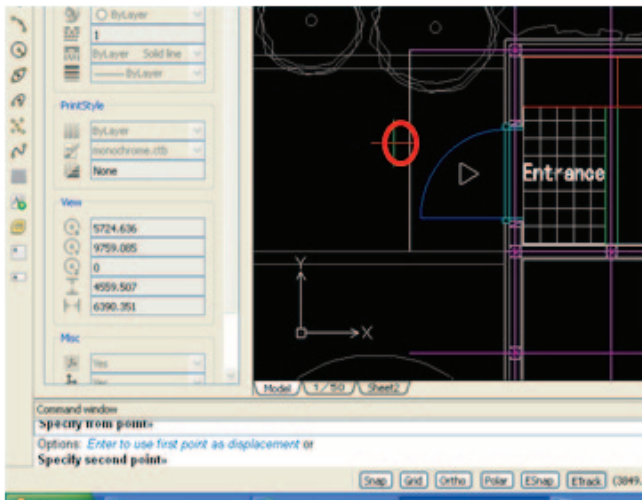 ByLayer
1
ByLayer Solid line
ByLayer
PrintStyle
ByLayer
monochrome.ctb
None
View
5724.636
9759.085
0
4559.507
6390.351
Misc
Yes
Yes
Entrance
Y
X
Model 1/50 Sheet2
Command window
Specify from point»
Options: Enter to use first point as displacement or
Specify second point»
Snap Grid Ortho Polar ESnap ETrack (3849.